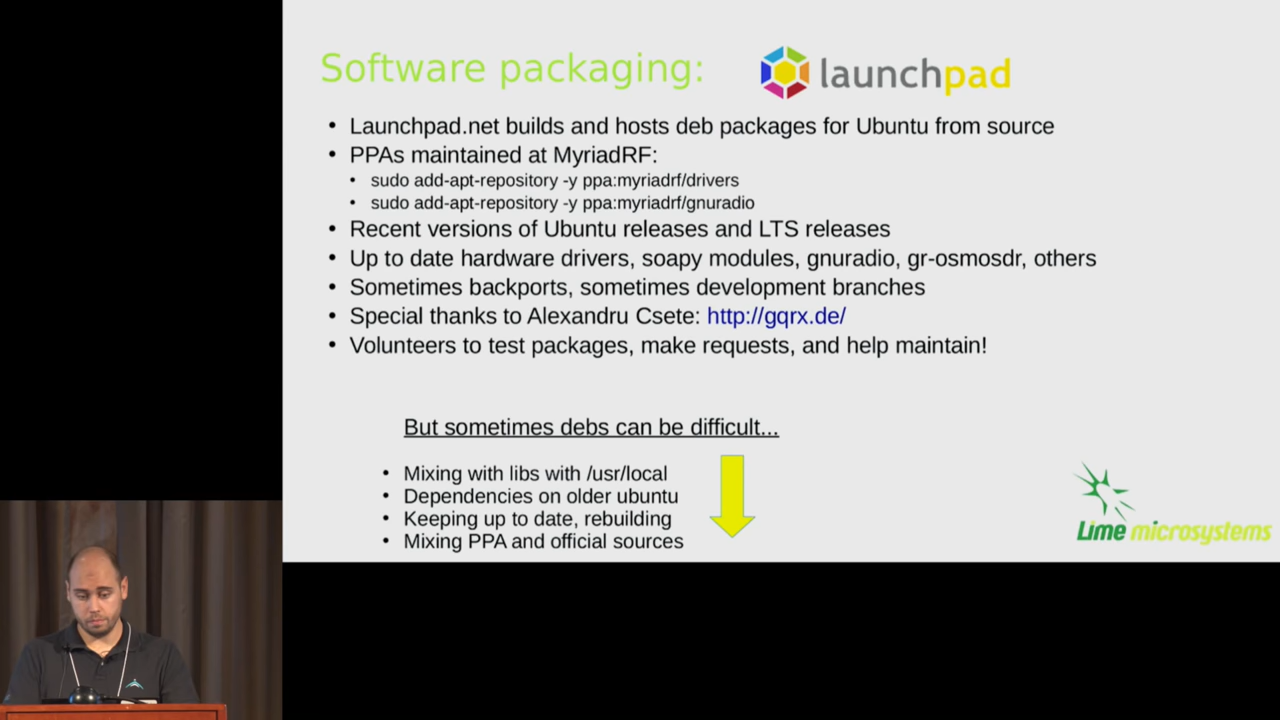 Software packaging:
launchpad
• Launchpad.net builds and hosts deb packages for Ubuntu from source
• PPAs maintained at MyriadRF:
• sudo add-apt-repository -y ppa:myriadrf/drivers
• sudo add-apt-repository -y ppa:myriadrf/gnuradio
• Recent versions of Ubuntu releases and LTS releases
• Up to date hardware drivers, soapy modules, gnuradio, gr-osmosdr, others
• Sometimes backports, sometimes development branches
• Special thanks to Alexandru Csete: http://gqrx.de/
• Volunteers to test packages, make requests, and help maintain!
But sometimes debs can be difficult...
• Mixing with libs with /usr/local
• Dependencies on older ubuntu
• Keeping up to date, rebuilding
• Mixing PPA and official sources
Lime microsystems